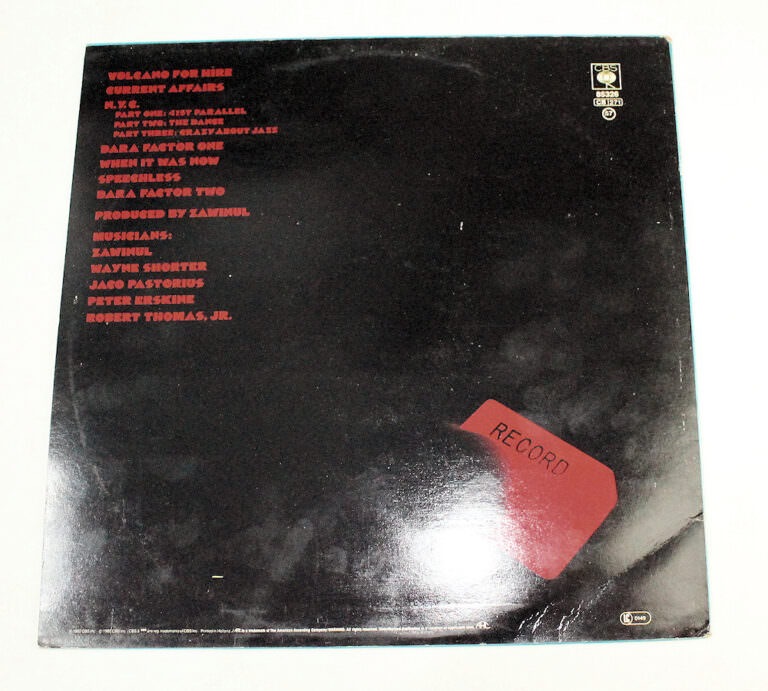 VOLCANO FOR HIRE
CURRENT AFFAIRS
N.Y.C.
PART ONE: 41ST PARALLEL
PART TWO: THE DANCE
PART THREE: CRAZY ABOUT JAZZ
DARA FACTOR ONE
WHEN IT WAS NOW
SPEECHLESS
DARA FACTOR TWO
PRODUCED BY ZAWINUL
MUSICIANS:
ZAWINUL
WAYNE SHORTER
JACO PASTORIUS
PETER ERSKINE
ROBERT THOMAS, JR.
CBS
85326
CB 271
57
RECORD